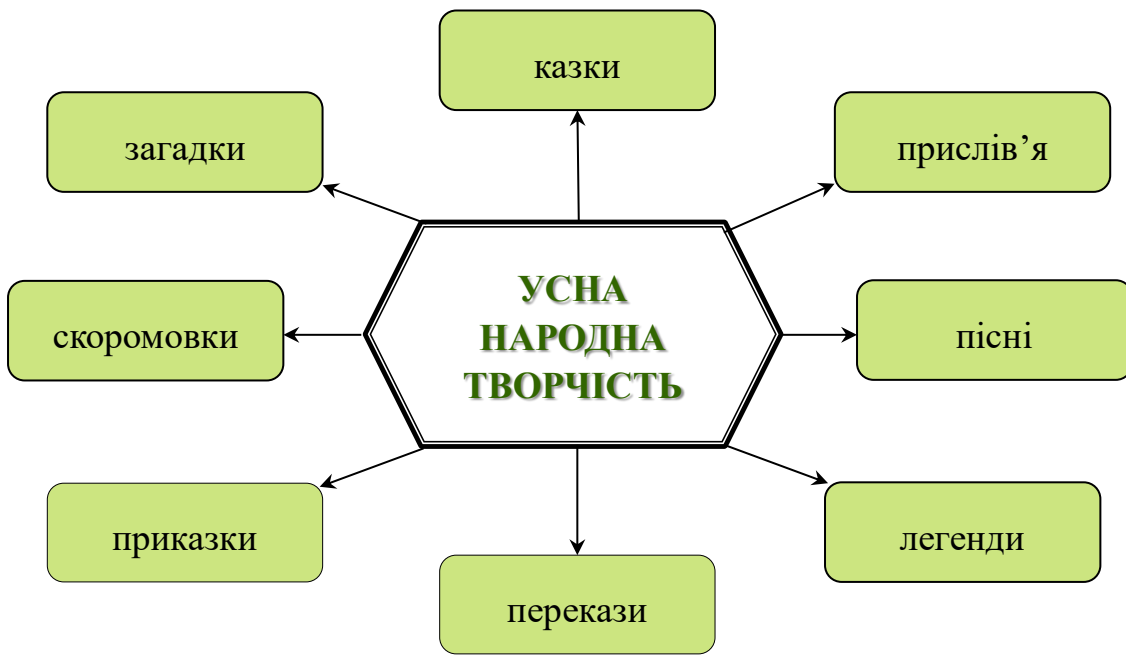 казки
загадки
прислів’я
УСНА
НАРОДНА
ТВОРЧІСТЬ
скоромовки
пісні
приказки
легенди
перекази